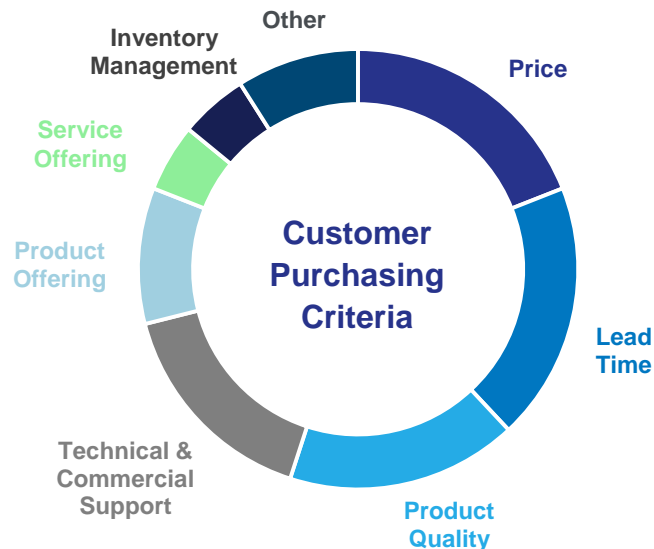 Other
Inventory
Management
Price
Service
Offering
Product
Offering
Customer
Purchasing
Criteria
Lead
Time
Technical &
Commercial
Support
Product
Quality